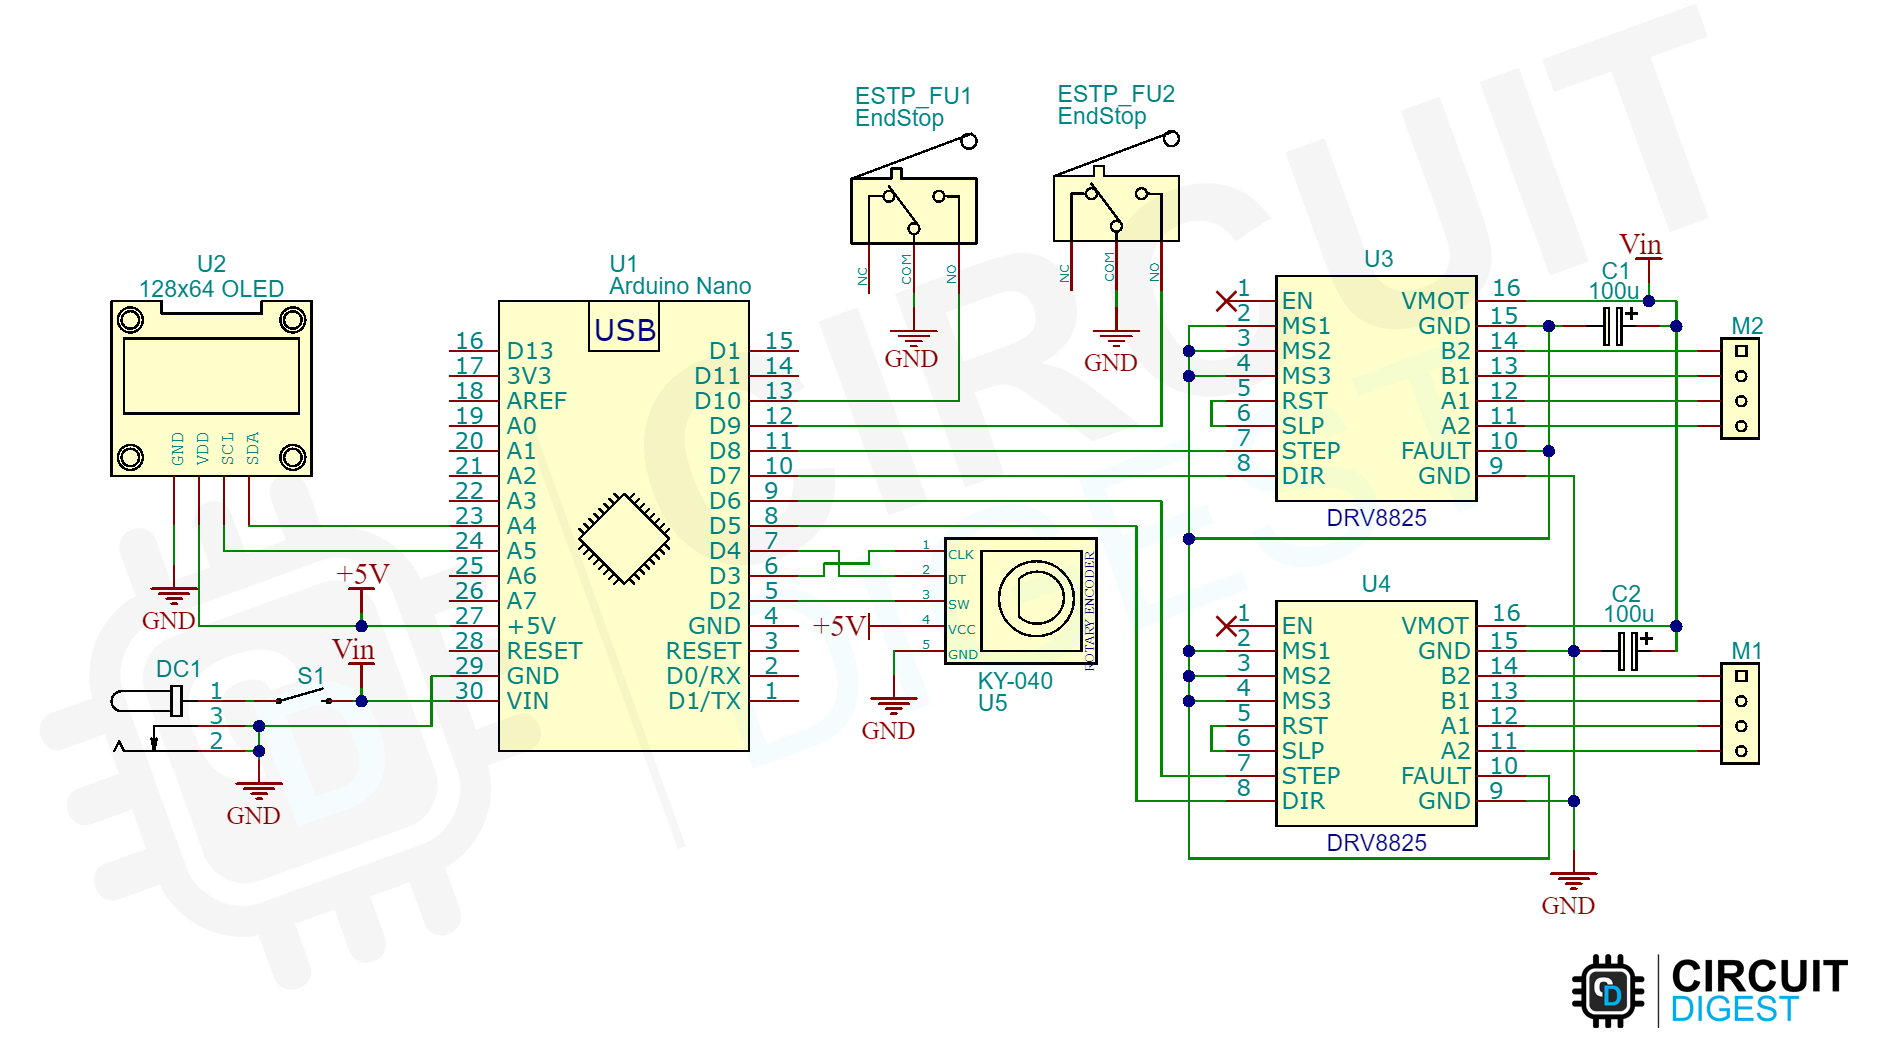 ESTP_FU1
EndStop
NC
COM
NO
GND
ESTP_FU2
EndStop
NC
COM
NO
GND
U2
128x64 OLED
GND
VDD
SCL
SDA
GND
+5V
Vin
DC1
S1
1
3
2
GND
U1
Arduino Nano
USB
16 D13
17 3V3
18 AREF
19 A0
20 A1
21 A2
22 A3
23 A4
24 A5
25 A6
26 A7
27 +5V
28 RESET
29 GND
30 VIN
D1 15
D11 14
D10 13
D9 12
D8 11
D7 10
D6 9
D5 8
D4 7
D3 6
D2 5
GND 4
RESET 3
D0/RX 2
D1/TX 1
1 CLK
2 DT
3 SW
+5V 4 VCC
5 GND
ROTARY ENCODER
KY-040
U5
GND
U3
1 EN
2 MS1
3 MS2
4 MS3
5 RST
6 SLP
7 STEP
8 DIR
VMOT 16
GND 15
B2 14
B1 13
A1 12
A2 11
FAULT 10
GND 9
DRV8825
Vin
C1
100u
+
M2
U4
1 EN
2 MS1
3 MS2
4 MS3
5 RST
6 SLP
7 STEP
8 DIR
VMOT 16
GND 15
B2 14
B1 13
A1 12
A2 11
FAULT 10
GND 9
DRV8825
C2
100u
+
M1
GND
CIRCUIT
DIGEST
CD
CIRCUIT
DIGEST
CD